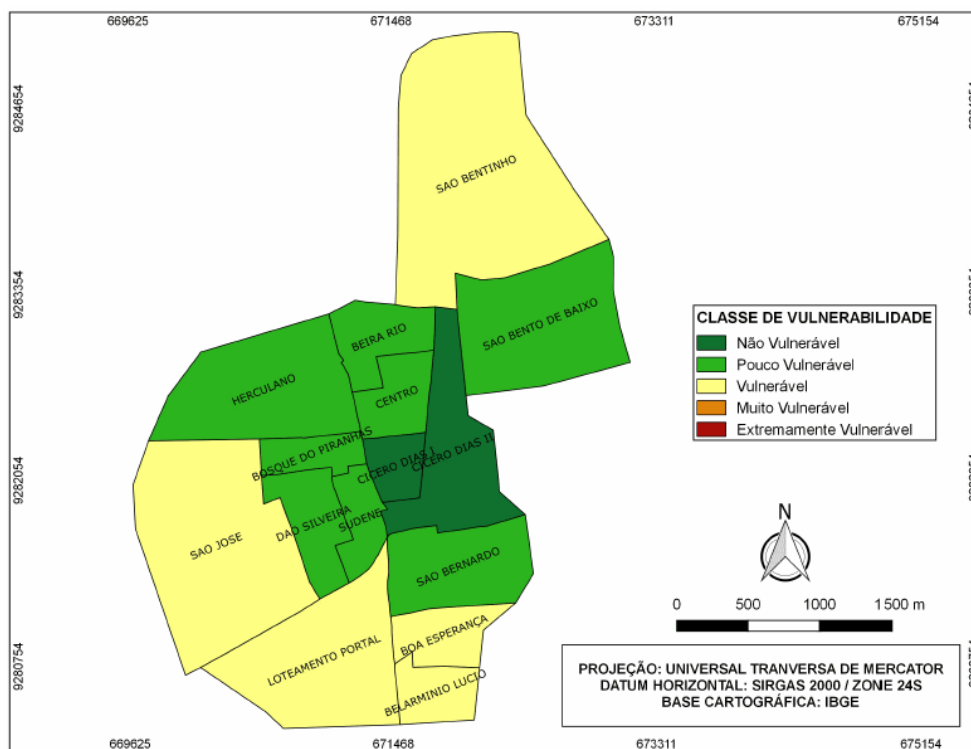 669625 671468 673311 675154
9284654
SAO BENTINHO
9283354
SAO BENTO DE BAIXO
BEIRA RIO
HERCULANO
CENTRO
CLASSE DE VULNERABILIDADE
Não Vulnerável
Pouco Vulnerável
Vulnerável
Muito Vulnerável
Extremamente Vulnerável
BOSQUE DO PIRANHAS
CICERO DIAS I
CICERO DIAS II
9282054
DAO SILVEIRA
SUDENE
SAO JOSE
SAO BERNARDO
N
0 500 1000 1500 m
BOA ESPERANÇA
LOTEAMENTO PORTAL
BELARMINIO LUCIO
9280754
PROJEÇÃO: UNIVERSAL TRANVERSA DE MERCATOR
DATUM HORIZONTAL: SIRGAS 2000 / ZONE 24S
BASE CARTOGRÁFICA: IBGE
669625 671468 673311 675154